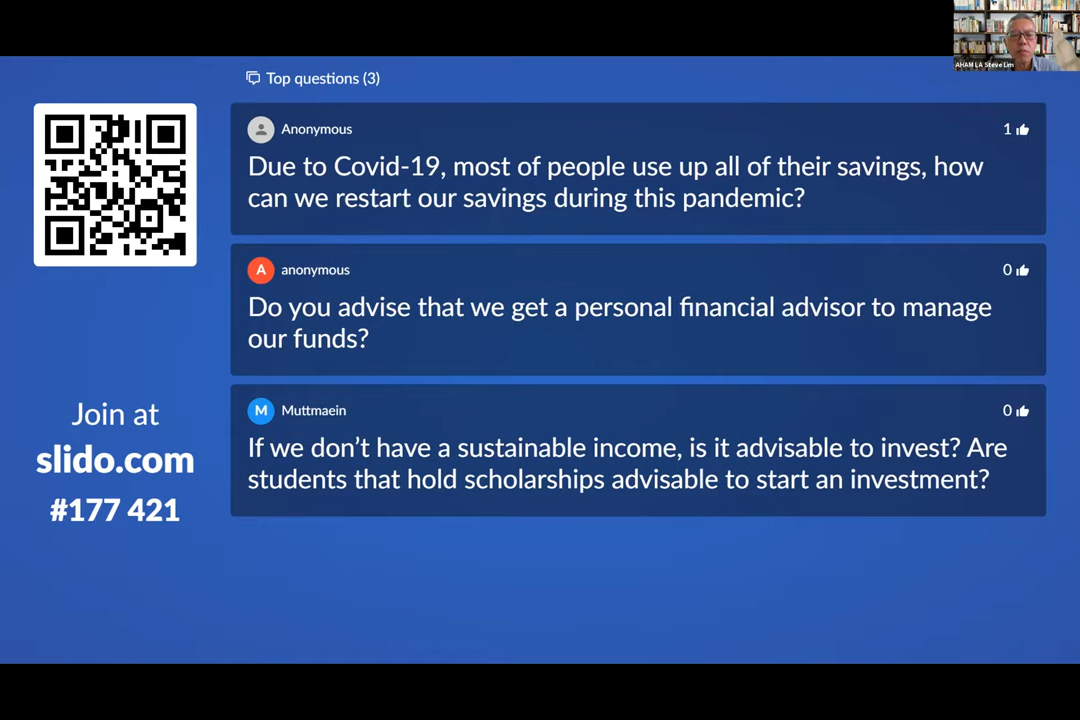 AHAM LA Steve Lim
Top questions (3)
Anonymous
1
Due to Covid-19, most of people use up all of their savings, how
can we restart our savings during this pandemic?
A
anonymous
0
Do you advise that we get a personal financial advisor to manage
our funds?
M
Muttmaein
0
If we don’t have a sustainable income, is it advisable to invest? Are
students that hold scholarships advisable to start an investment?
Join at
slido.com
#177 421